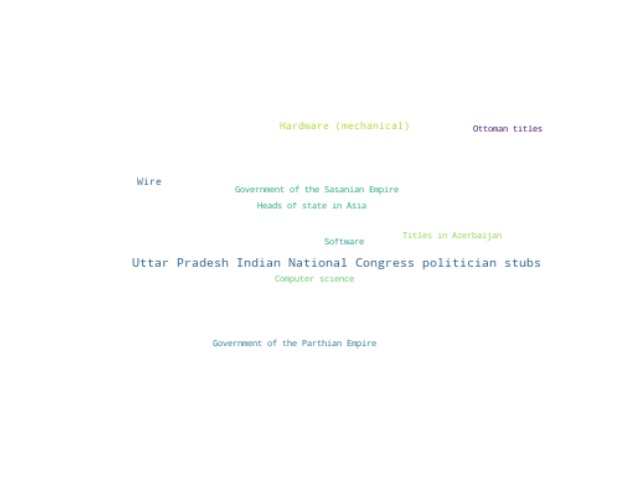 Hardware (mechanical)
Ottoman titles
Wire
Government of the Sasanian Empire
Heads of state in Asia
Titles in Azerbaijan
Software
Uttar Pradesh Indian National Congress politician stubs
Computer science
Government of the Parthian Empire